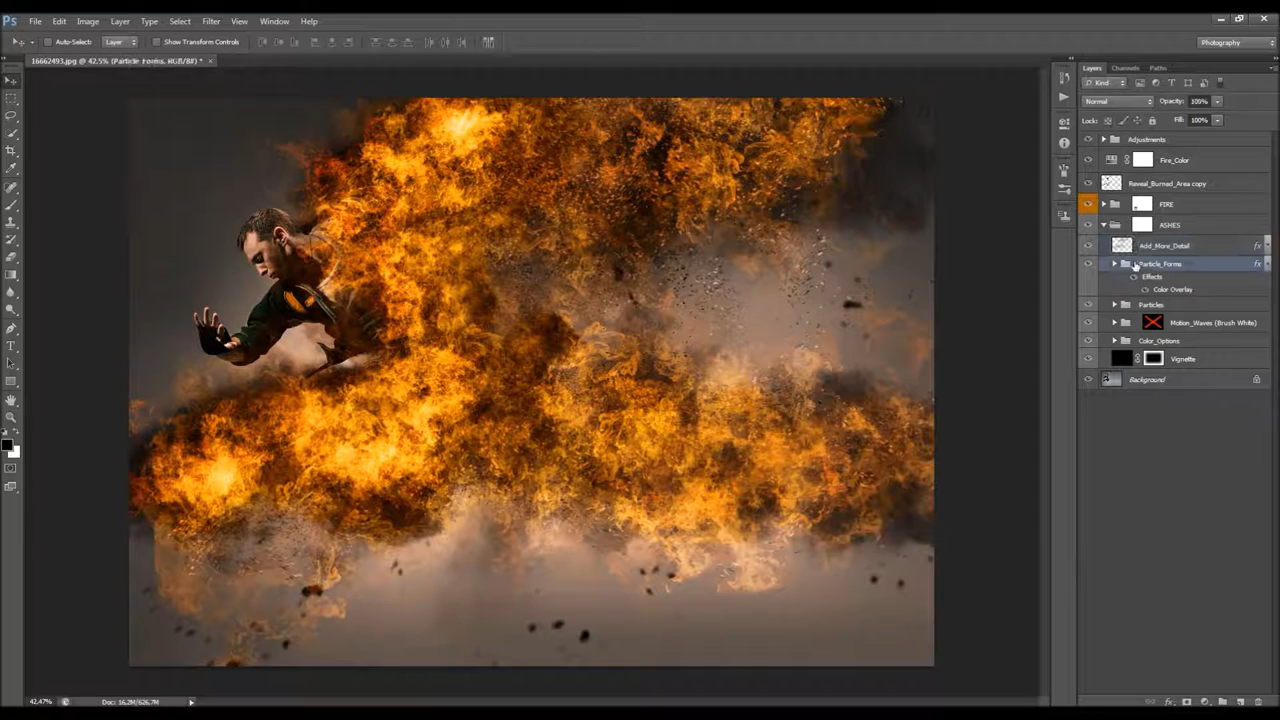 Ps File Edit Image Layer Type Select Filter View Window Help
Auto-Select: Layer Show Transform Controls Photography
16662493.jpg @ 42.5% (Particle_Forms, RGB/8#) *
Layers Channels Paths
Kind
Normal Opacity: 100%
Lock: Fill: 100%
Adjustments
Fire_Color
Reveal_Burned_Area copy
FIRE
ASHES
Add_More_Detail fx
Particle_Forms fx
Effects
Color Overlay
Particles
Motion_Waves (Brush White)
Color_Options
Vignette
Background
42.47% Doc: 16.2M/626.7M